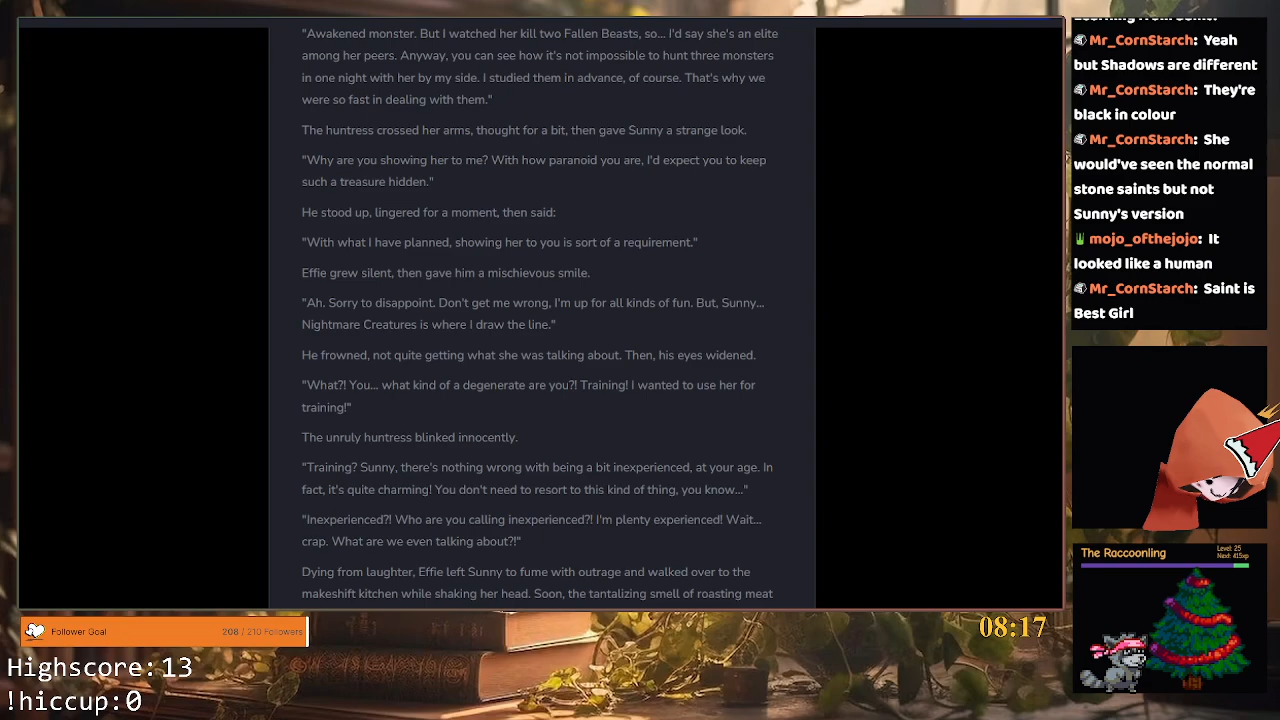 "Awakened monster. But I watched her kill two Fallen Beasts, so... I'd say she's an elite
among her peers. Anyway, you can see how it's not impossible to hunt three monsters
in one night with her by my side. I studied them in advance, of course. That's why we
were so fast in dealing with them."
The huntress crossed her arms, thought for a bit, then gave Sunny a strange look.
"Why are you showing her to me? With how paranoid you are, I'd expect you to keep
such a treasure hidden."
He stood up, lingered for a moment, then said:
"With what I have planned, showing her to you is sort of a requirement."
Effie grew silent, then gave him a mischievous smile.
"Ah. Sorry to disappoint. Don't get me wrong, I'm up for all kinds of fun. But, Sunny...
Nightmare Creatures is where I draw the line."
He frowned, not quite getting what she was talking about. Then, his eyes widened.
"What?! You... what kind of a degenerate are you?! Training! I wanted to use her for
training!"
The unruly huntress blinked innocently.
"Training? Sunny, there's nothing wrong with being a bit inexperienced, at your age. In
fact, it's quite charming! You don't need to resort to this kind of thing, you know..."
"Inexperienced?! Who are you calling inexperienced?! I'm plenty experienced! Wait...
crap. What are we even talking about?!"
Dying from laughter, Effie left Sunny to fume with outrage and walked over to the
makeshift kitchen while shaking her head. Soon, the tantalizing smell of roasting meat
Mr_CornStarch: Yeah
but Shadows are different
Mr_CornStarch: They're
black in colour
Mr_CornStarch: She
would've seen the normal
stone saints but not
Sunny's version
mojo_ofthejojo: It
looked like a human
Mr_CornStarch: Saint is
Best Girl
The Raccoonling
Level: 25
Next: 415xp
Follower Goal
208 / 210 Followers
08:17
Highscore:13
!hiccup:0